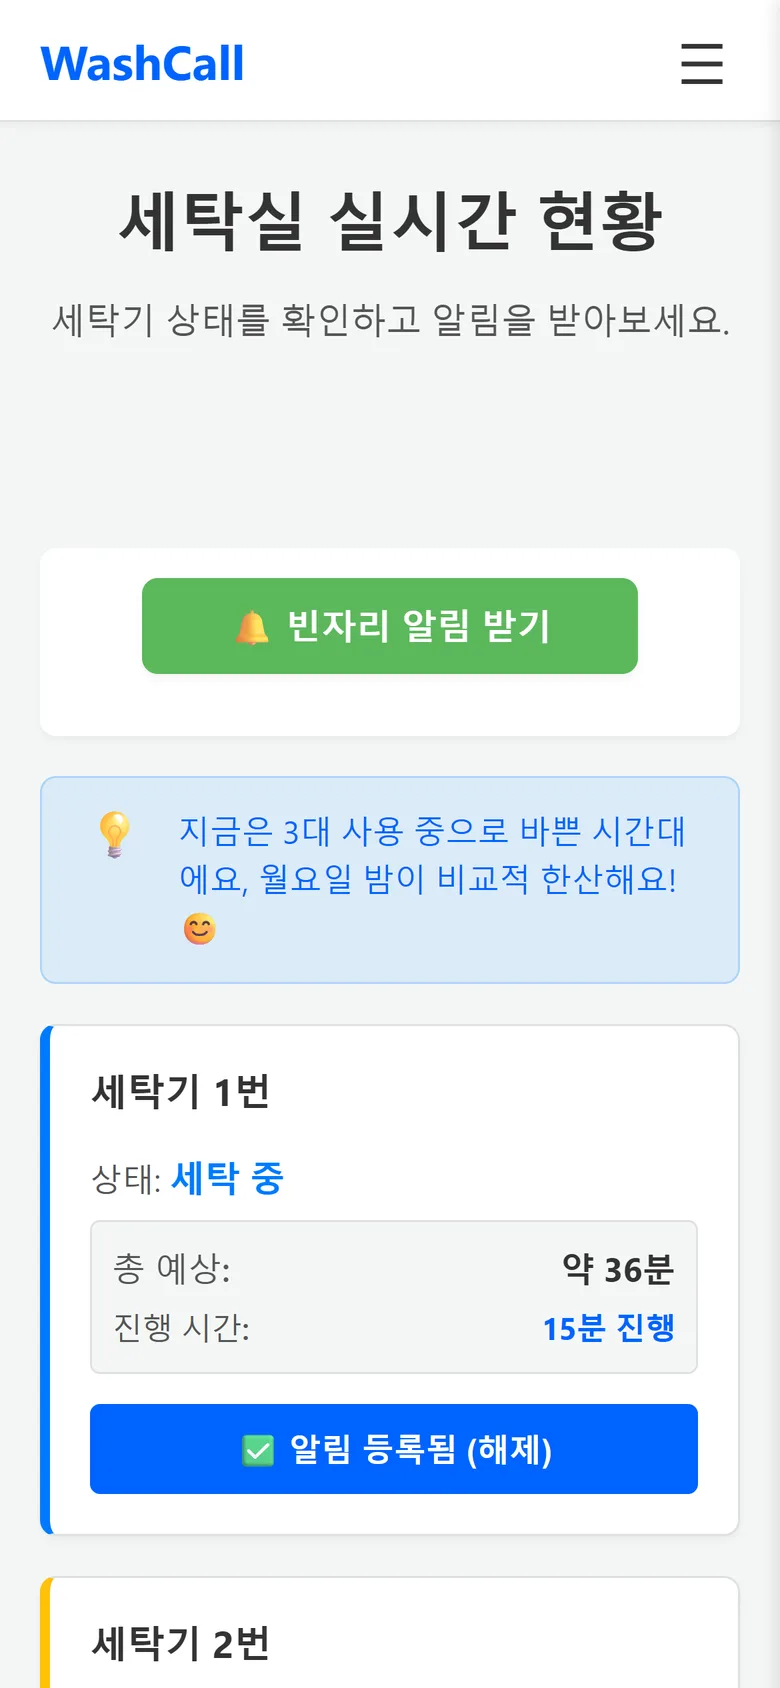 WashCall
세탁실 실시간 현황
세탁기 상태를 확인하고 알림을 받아보세요.
🔔 빈자리 알림 받기
💡 지금은 3대 사용 중으로 바쁜 시간대
에요, 월요일 밤이 비교적 한산해요!
😊
세탁기 1번
상태: 세탁 중
총 예상: 약 36분
진행 시간: 15분 진행
✅ 알림 등록됨 (해제)
세탁기 2번